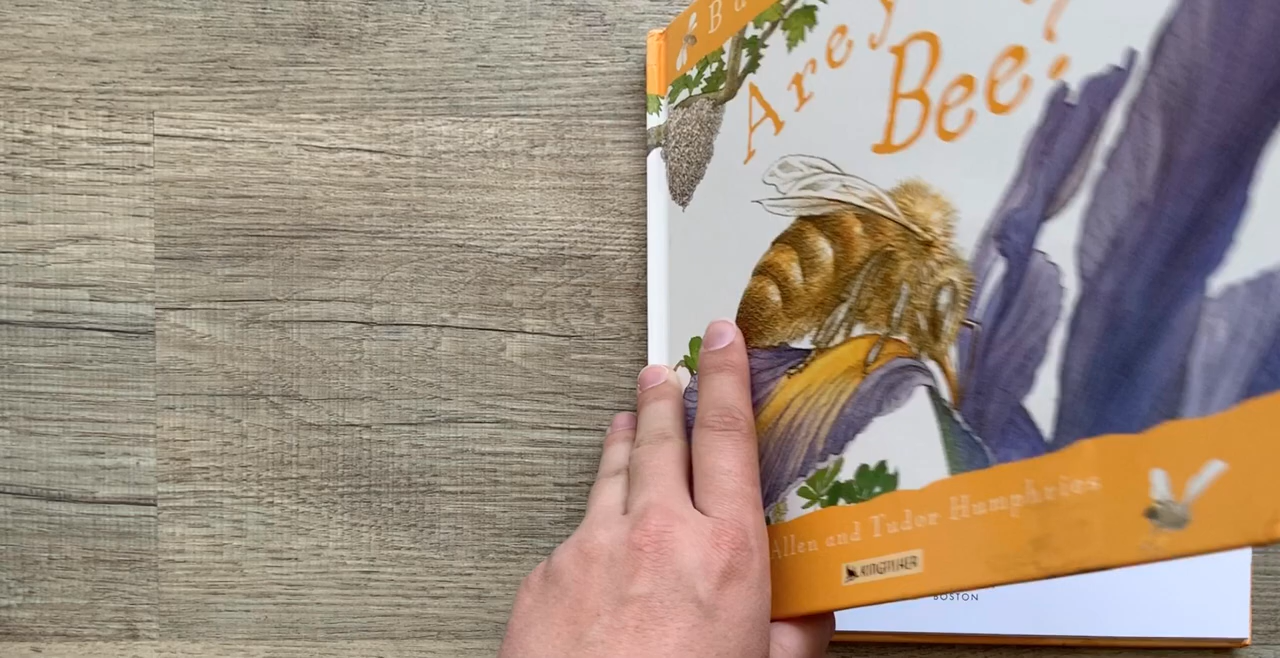 Are y
Bee?
Allen and Tudor Humphries
KINGFISHER
BOSTON